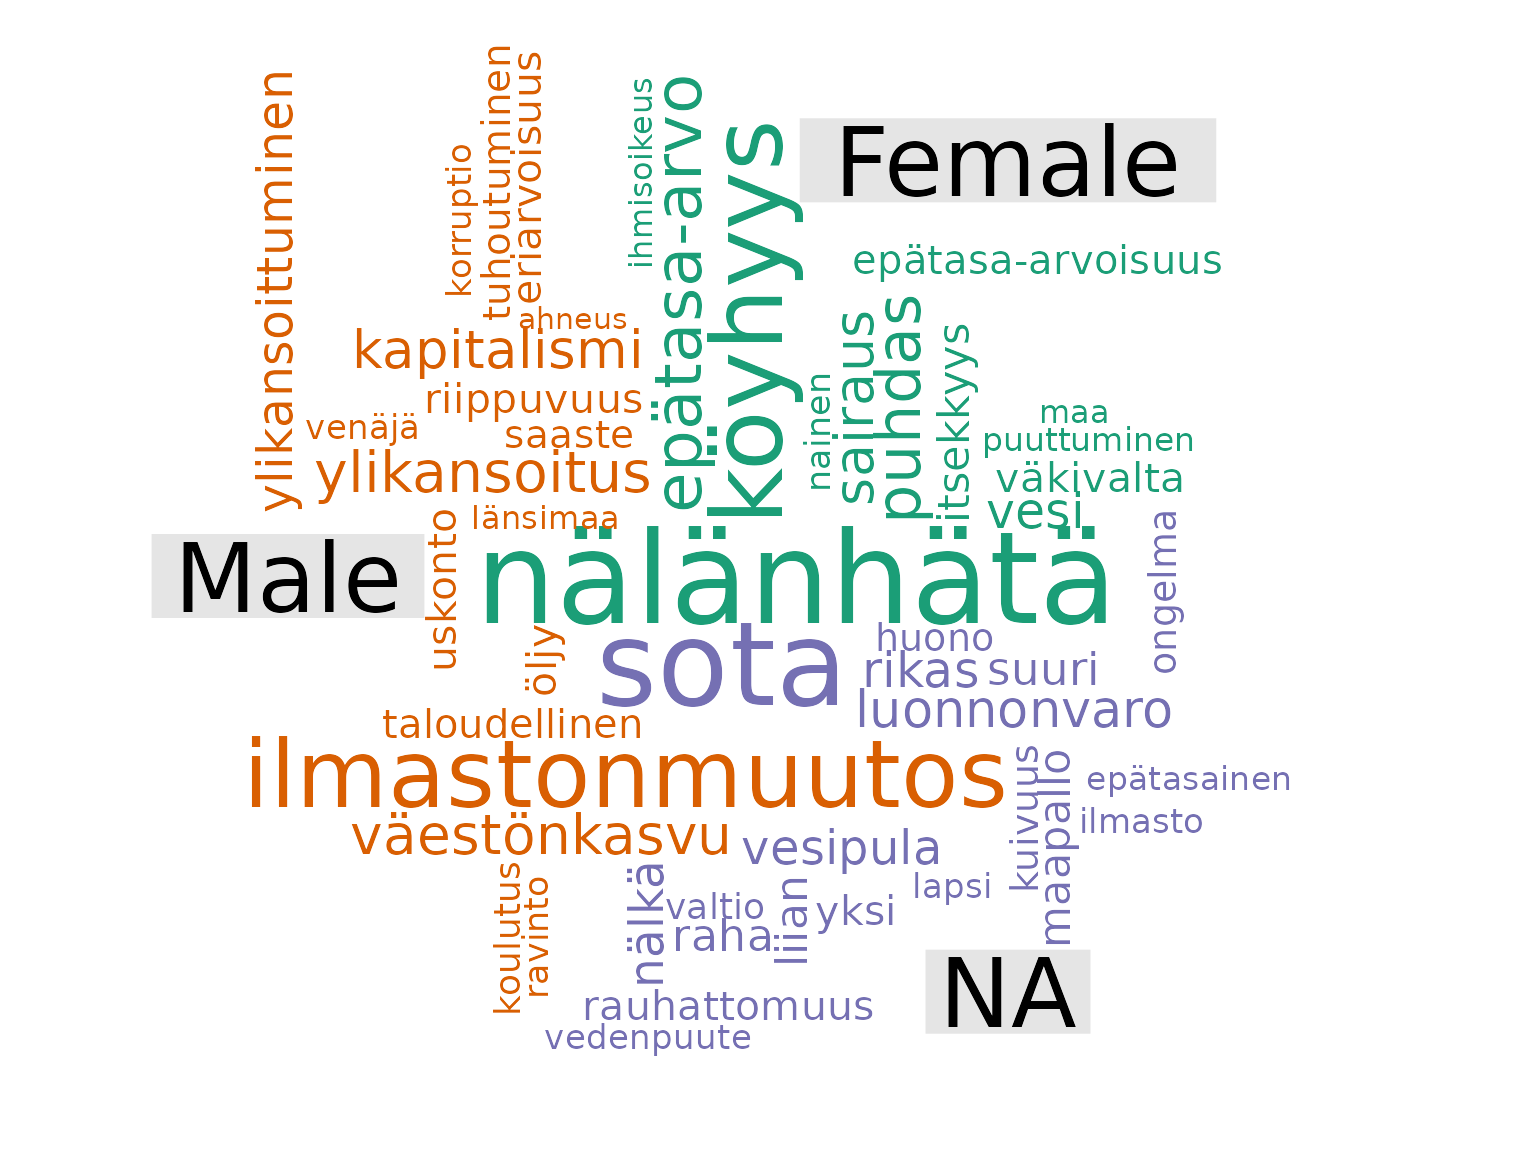 ylikansoittuminen
korruptio
tuhoutuminen
eriarvoisuus
ihmisoikeus
epätasa-arvo
köyhyys
Female
epätasa-arvoisuus
ahneus
kapitalismi
riippuvuus
venäjä
saaste
ylikansoitus
nainen
sairaus
puhdas
itsekkyys
maa
puuttuminen
väkivalta
vesi
länsimaa
uskonto
Male
nälänhätä
ongelma
öljy
sota
huono
rikas suuri
luonnonvaro
taloudellinen
ilmastonmuutos
kuivuus
maapallo
epätasainen
ilmasto
väestönkasvu
vesipula
koulutus
ravinto
nälkä
valtio
raha
liian
yksi
lapsi
NA
rauhattomuus
vedenpuute